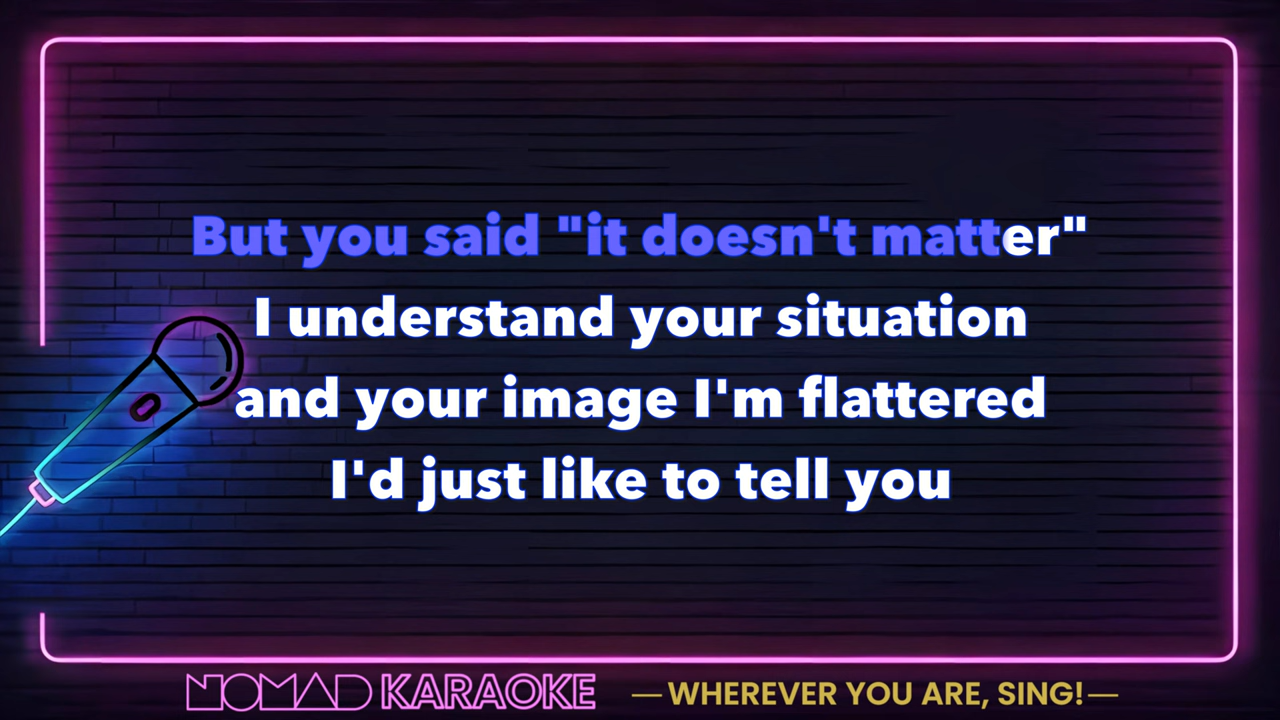 But you said "it doesn't matter"
I understand your situation
and your image I'm flattered
I'd just like to tell you
NOMAD KARAOKE —WHEREVER YOU ARE, SING!—